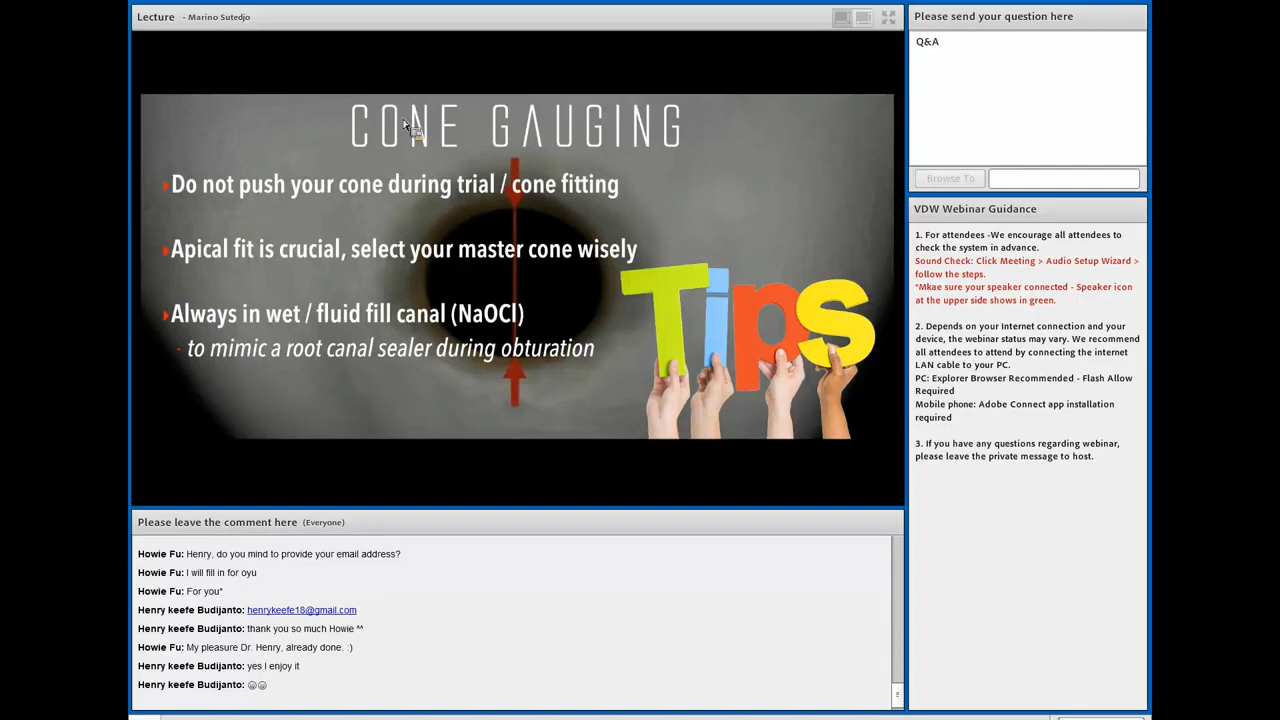 Lecture - Marino Sutedjo
CONE GAUGING
Do not push your cone during trial / cone fitting
Apical fit is crucial, select your master cone wisely
Always in wet / fluid fill canal (NaOCl)
- to mimic a root canal sealer during obturation
Tips
Please leave the comment here (Everyone)
Howie Fu: Henry, do you mind to provide your email address?
Howie Fu: I will fill in for oyu
Howie Fu: For you*
Henry keefe Budijanto: henrykeefe18@gmail.com
Henry keefe Budijanto: thank you so much Howie ^^
Howie Fu: My pleasure Dr. Henry, already done. :)
Henry keefe Budijanto: yes I enjoy it
Henry keefe Budijanto: 😄😄
Please send your question here
Q&A
Browse To
VDW Webinar Guidance
1. For attendees -We encourage all attendees to
check the system in advance.
Sound Check: Click Meeting > Audio Setup Wizard >
follow the steps.
*Mkae sure your speaker connected - Speaker icon
at the upper side shows in green.
2. Depends on your Internet connection and your
device, the webinar status may vary. We recommend
all attendees to attend by connecting the internet
LAN cable to your PC.
PC: Explorer Browser Recommended - Flash Allow
Required
Mobile phone: Adobe Connect app installation
required
3. If you have any questions regarding webinar,
please leave the private message to host.